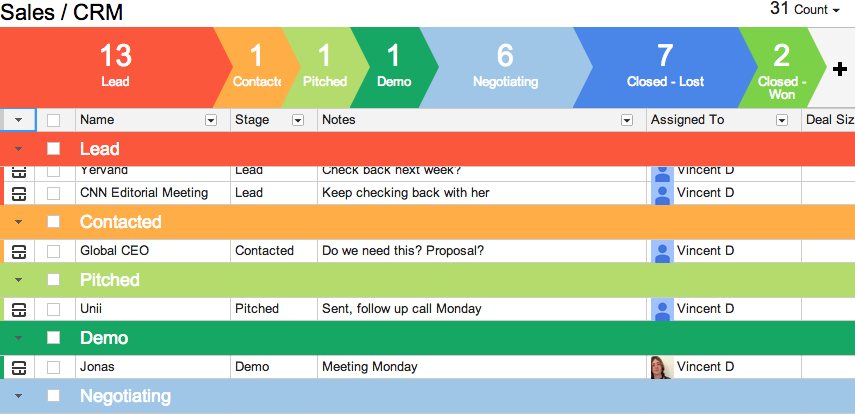 Sales / CRM
31 Count
13 1 1 1 6 7 2
Lead Contacte Pitched Demo Negotiating Closed - Lost Closed - Won
Name Stage Notes Assigned To Deal Siz
Lead
Yervand Lead Check back next week? Vincent D
CNN Editorial Meeting Lead Keep checking back with her Vincent D
Contacted
Global CEO Contacted Do we need this? Proposal? Vincent D
Pitched
Unii Pitched Sent, follow up call Monday Vincent D
Demo
Jonas Demo Meeting Monday Vincent D
Negotiating